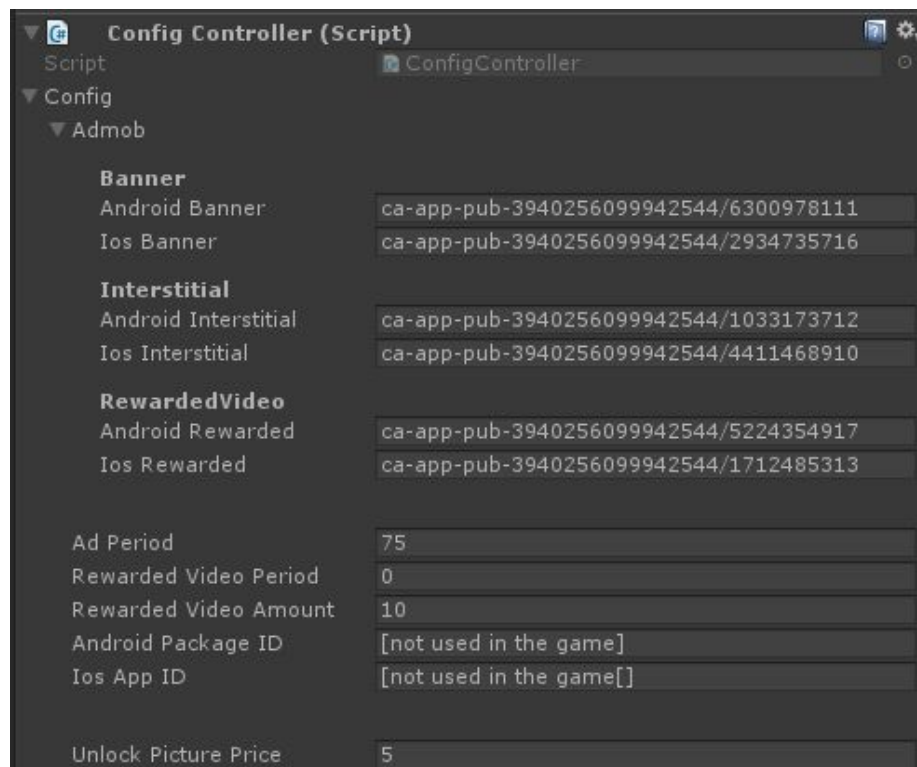 Config Controller (Script)
Script ConfigController
Config
Admob
Banner
Android Banner ca-app-pub-3940256099942544/6300978111
Ios Banner ca-app-pub-3940256099942544/2934735716
Interstitial
Android Interstitial ca-app-pub-3940256099942544/1033173712
Ios Interstitial ca-app-pub-3940256099942544/4411468910
RewardedVideo
Android Rewarded ca-app-pub-3940256099942544/5224354917
Ios Rewarded ca-app-pub-3940256099942544/1712485313
Ad Period 75
Rewarded Video Period 0
Rewarded Video Amount 10
Android Package ID [not used in the game]
Ios App ID [not used in the game[]
Unlock Picture Price 5